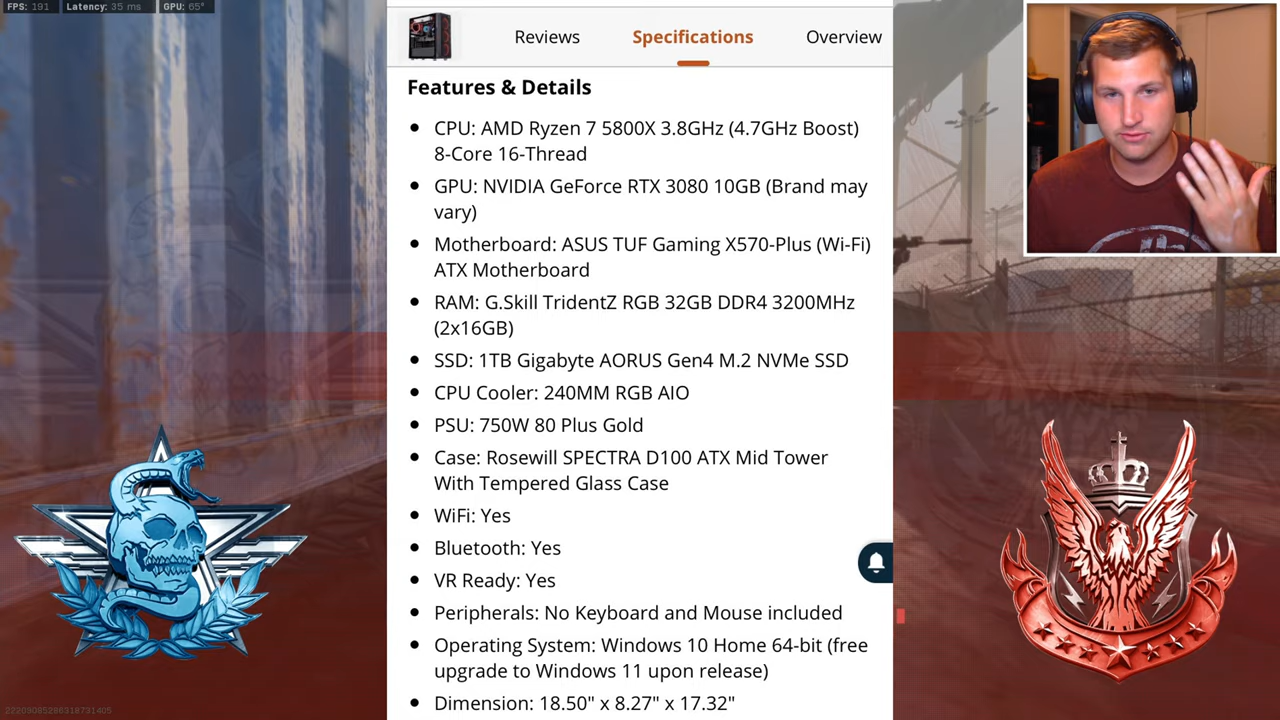 FPS: 191 Latency: 35 ms GPU: 65°
Reviews Specifications Overview
Features & Details
CPU: AMD Ryzen 7 5800X 3.8GHz (4.7GHz Boost)
8-Core 16-Thread
GPU: NVIDIA GeForce RTX 3080 10GB (Brand may
vary)
Motherboard: ASUS TUF Gaming X570-Plus (Wi-Fi)
ATX Motherboard
RAM: G.Skill TridentZ RGB 32GB DDR4 3200MHz
(2x16GB)
SSD: 1TB Gigabyte AORUS Gen4 M.2 NVMe SSD
CPU Cooler: 240MM RGB AIO
PSU: 750W 80 Plus Gold
Case: Rosewill SPECTRA D100 ATX Mid Tower
With Tempered Glass Case
WiFi: Yes
Bluetooth: Yes
VR Ready: Yes
Peripherals: No Keyboard and Mouse included
Operating System: Windows 10 Home 64-bit (free
upgrade to Windows 11 upon release)
Dimension: 18.50" x 8.27" x 17.32"